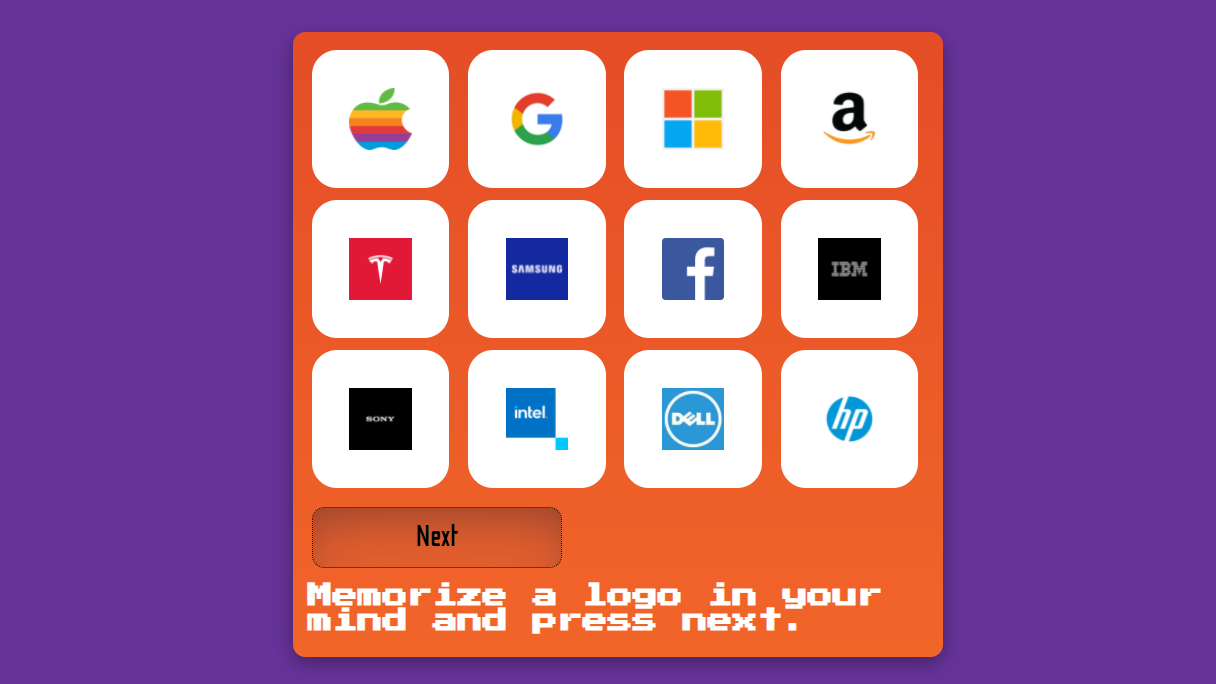 a
SAMSUNG
IBM
SONY
intel.
DELL
hp
Next
Memorize a logo in your
mind and press next.